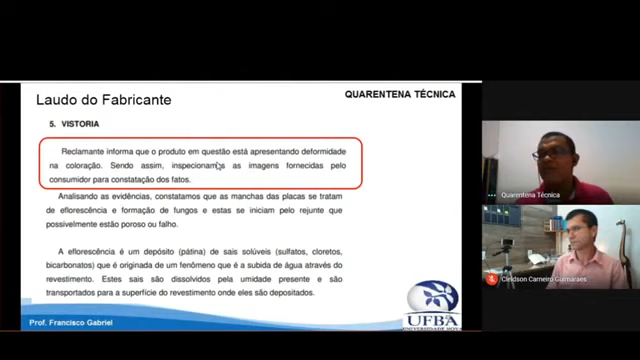 Laudo do Fabricante
QUARENTENA TÉCNICA
5. VISTORIA
Reclamante informa que o produto em questão está apresentando deformidade
na coloração. Sendo assim, inspecionamos as imagens fornecidas pelo
consumidor para constatação dos fatos.
Analisando as evidências, constatamos que as manchas das placas se tratam
de eflorescência e formação de fungos e estas se iniciam pelo rejunte que
possivelmente estão poroso ou falho.
A eflorescência é um depósito (pátina) de sais solúveis (sulfatos, cloretos,
bicarbonatos) que é originada de um fenômeno que é a subida de água através do
revestimento. Estes sais são dissolvidos pela umidade presente e são
transportados para a superfície do revestimento onde eles são depositados.
Prof. Francisco Gabriel
UFBA
Quarentena Técnica
Cleidson Carneiro Guimaraes